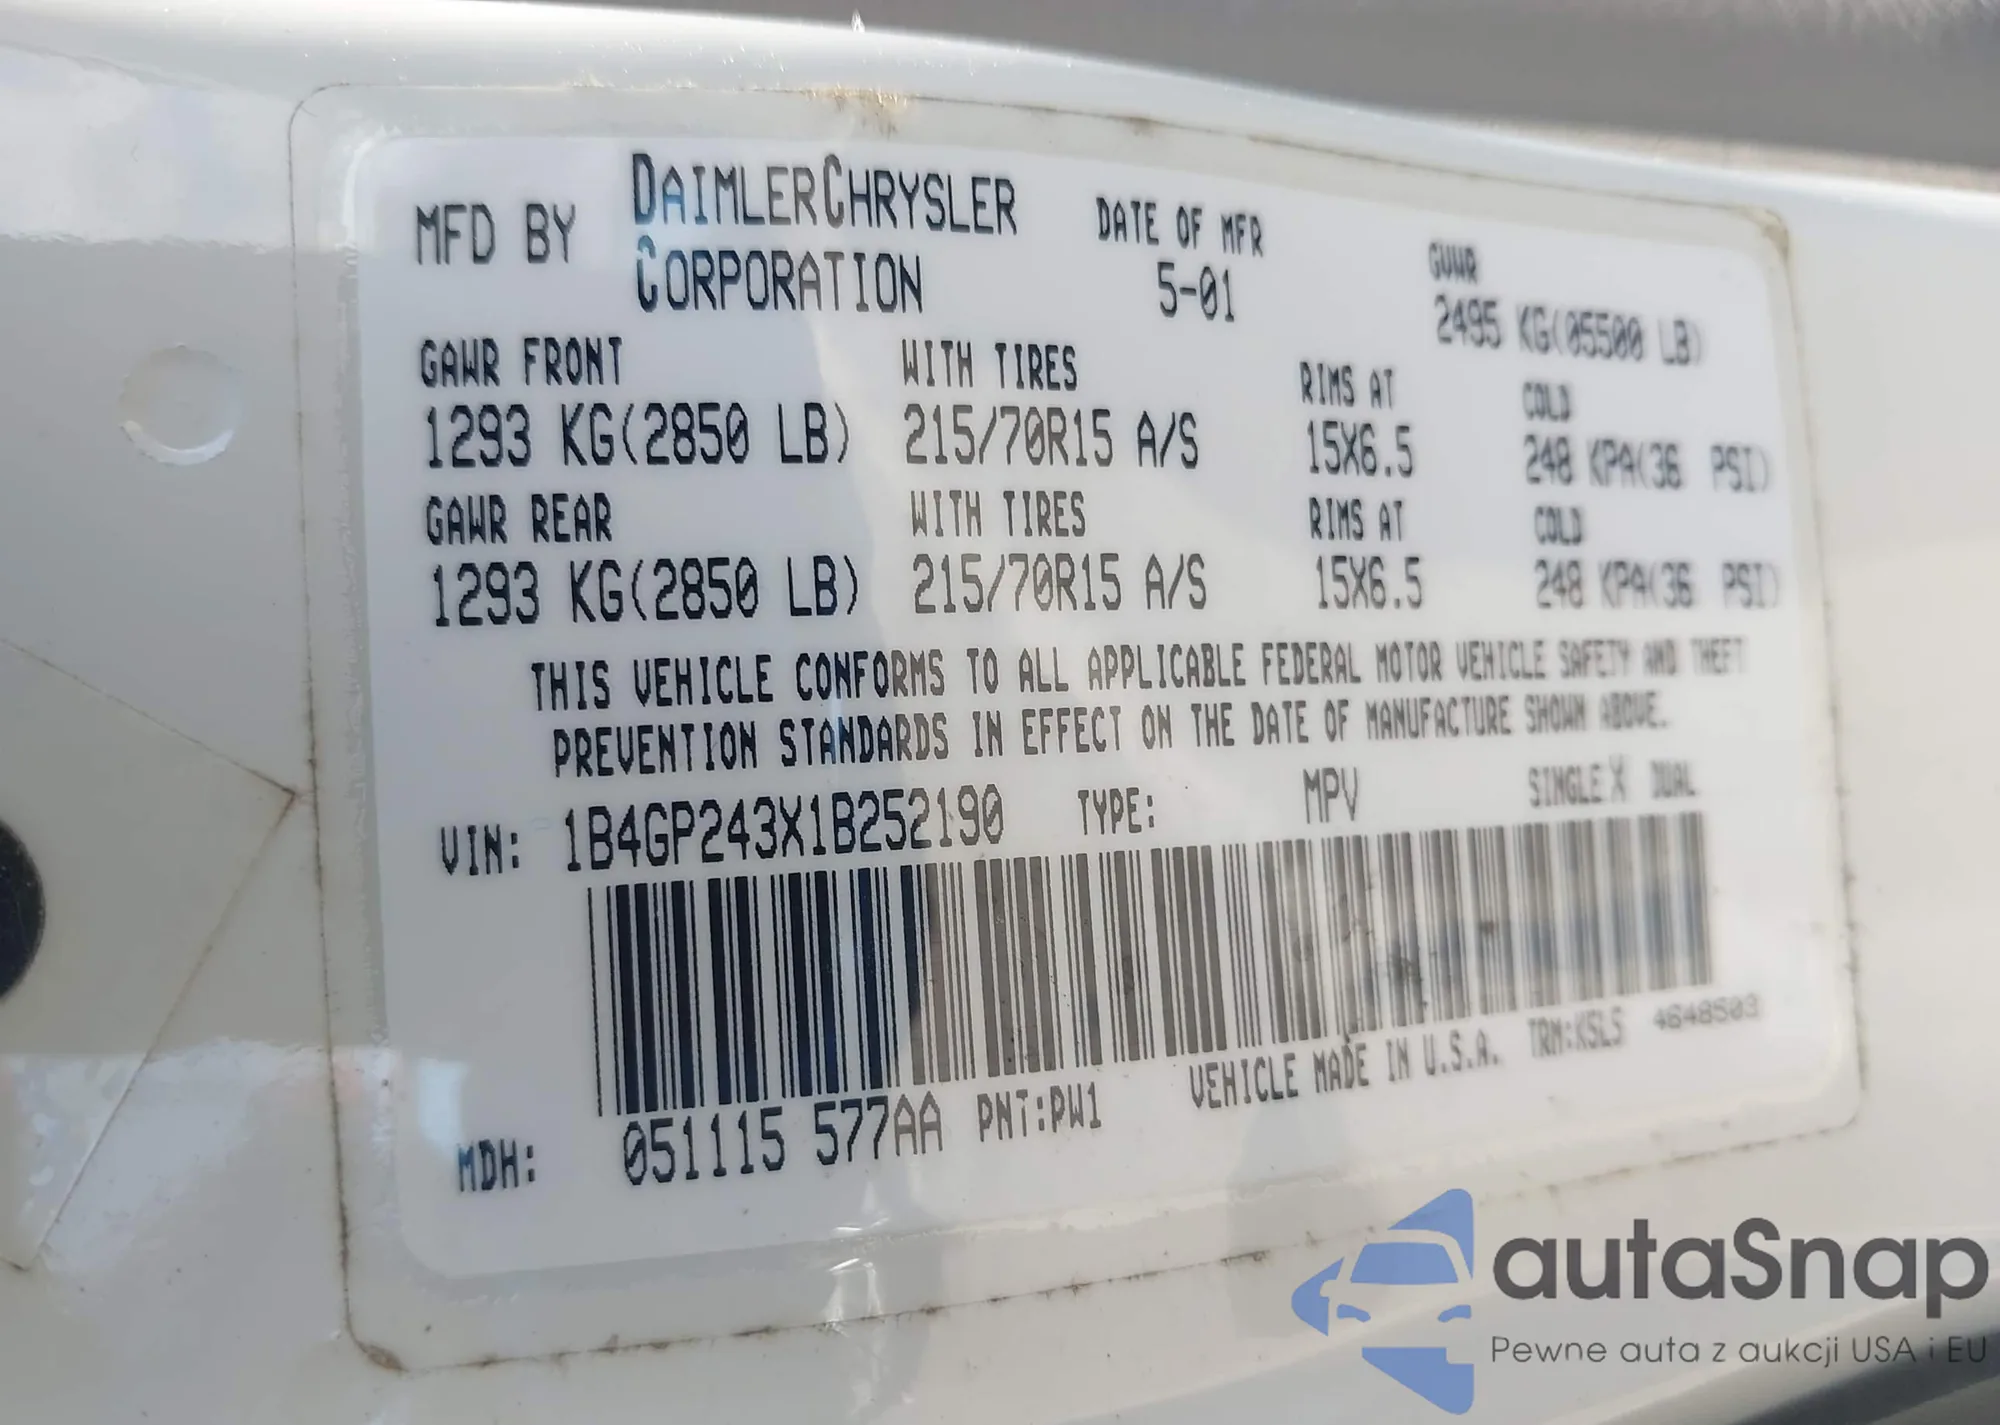 MFD BY DAIMLERCHRYSLER CORPORATION
DATE OF MFR
5-01
GVWR
2495 KG(05500 LB)
GAWR FRONT WITH TIRES RIMS AT COLD
1293 KG(2850 LB) 215/70R15 A/S 15X6.5 248 KPA(36 PSI)
GAWR REAR WITH TIRES RIMS AT COLD
1293 KG(2850 LB) 215/70R15 A/S 15X6.5 248 KPA(36 PSI)
THIS VEHICLE CONFORMS TO ALL APPLICABLE FEDERAL MOTOR VEHICLE SAFETY AND THEFT
PREVENTION STANDARDS IN EFFECT ON THE DATE OF MANUFACTURE SHOWN ABOVE.
VIN: 1B4GP243X1B252190 TYPE: MPV SINGLE X DUAL
MDH: 051115 577AA PNT:PW1 VEHICLE MADE IN U.S.A. TRM:KSL5 4648503
autaSnap
Pewne auta z aukcji USA i EU